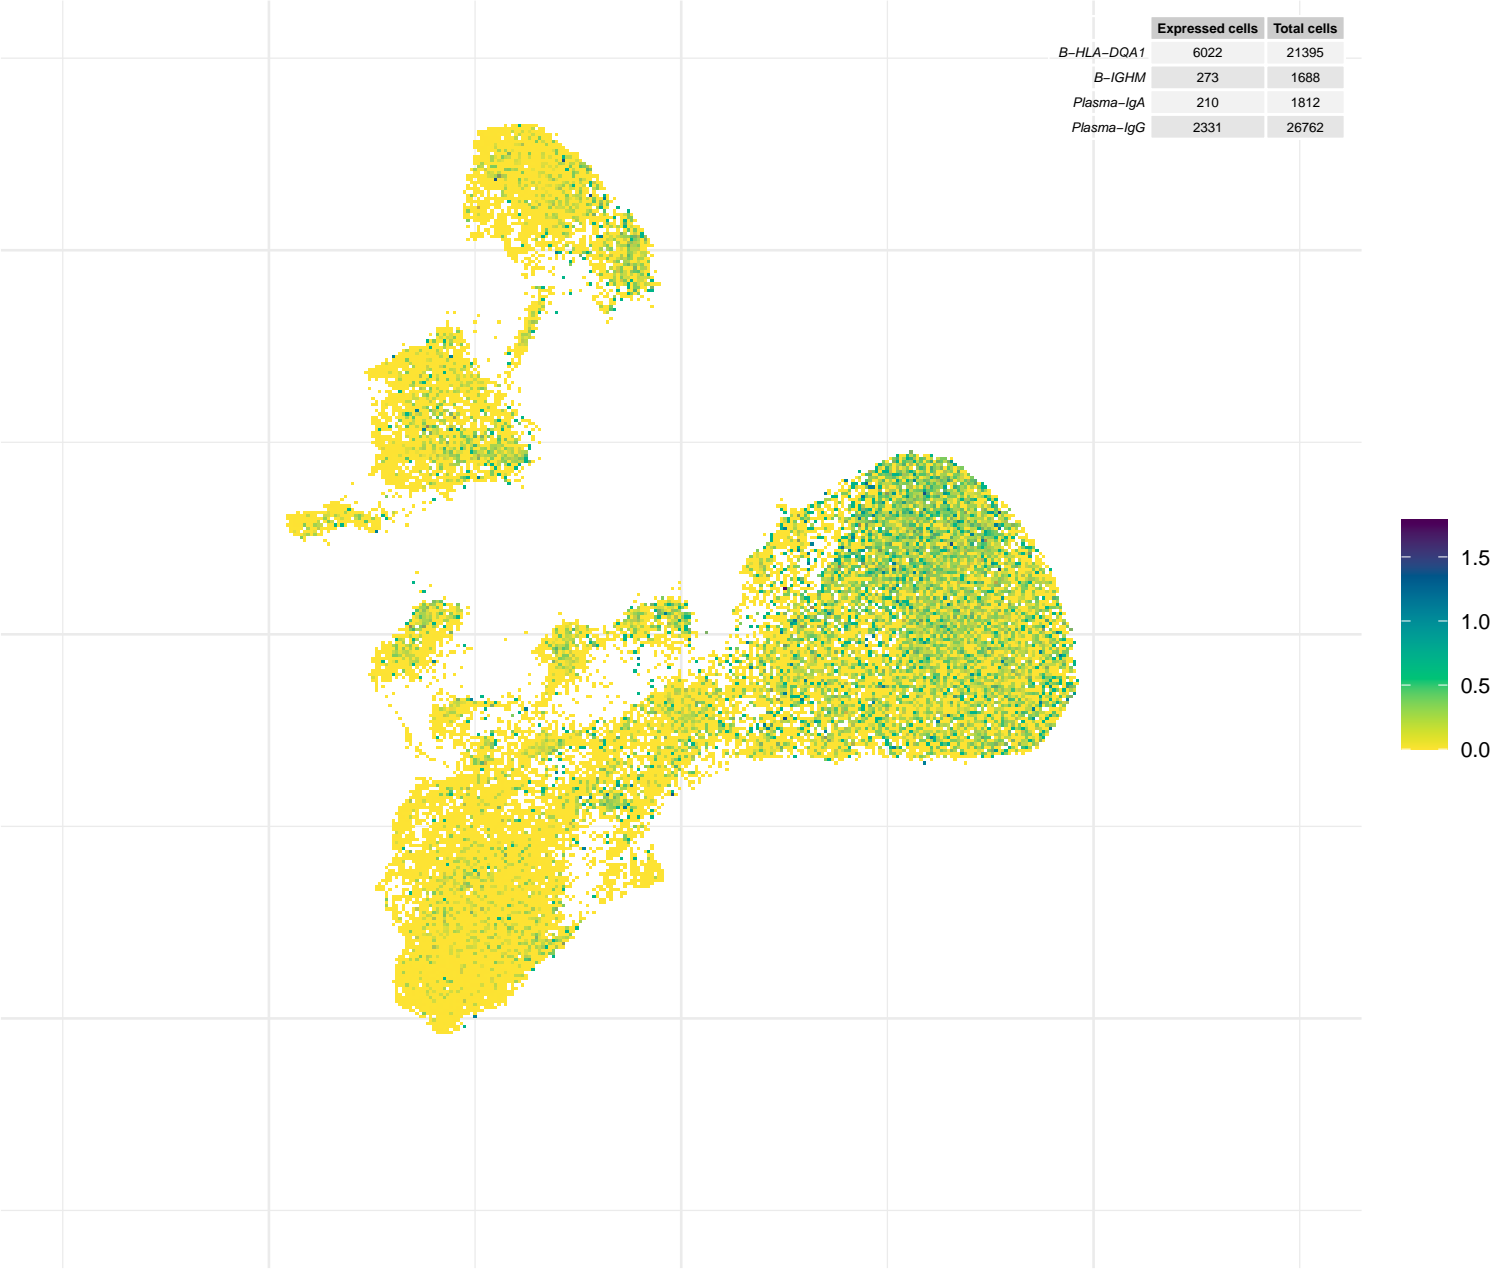 Expressed cells Total cells
B−HLA−DQA1 6022 21395
B−IGHM 273 1688
Plasma−IgA 210 1812
Plasma−IgG 2331 26762
1.5
1.0
0.5
0.0